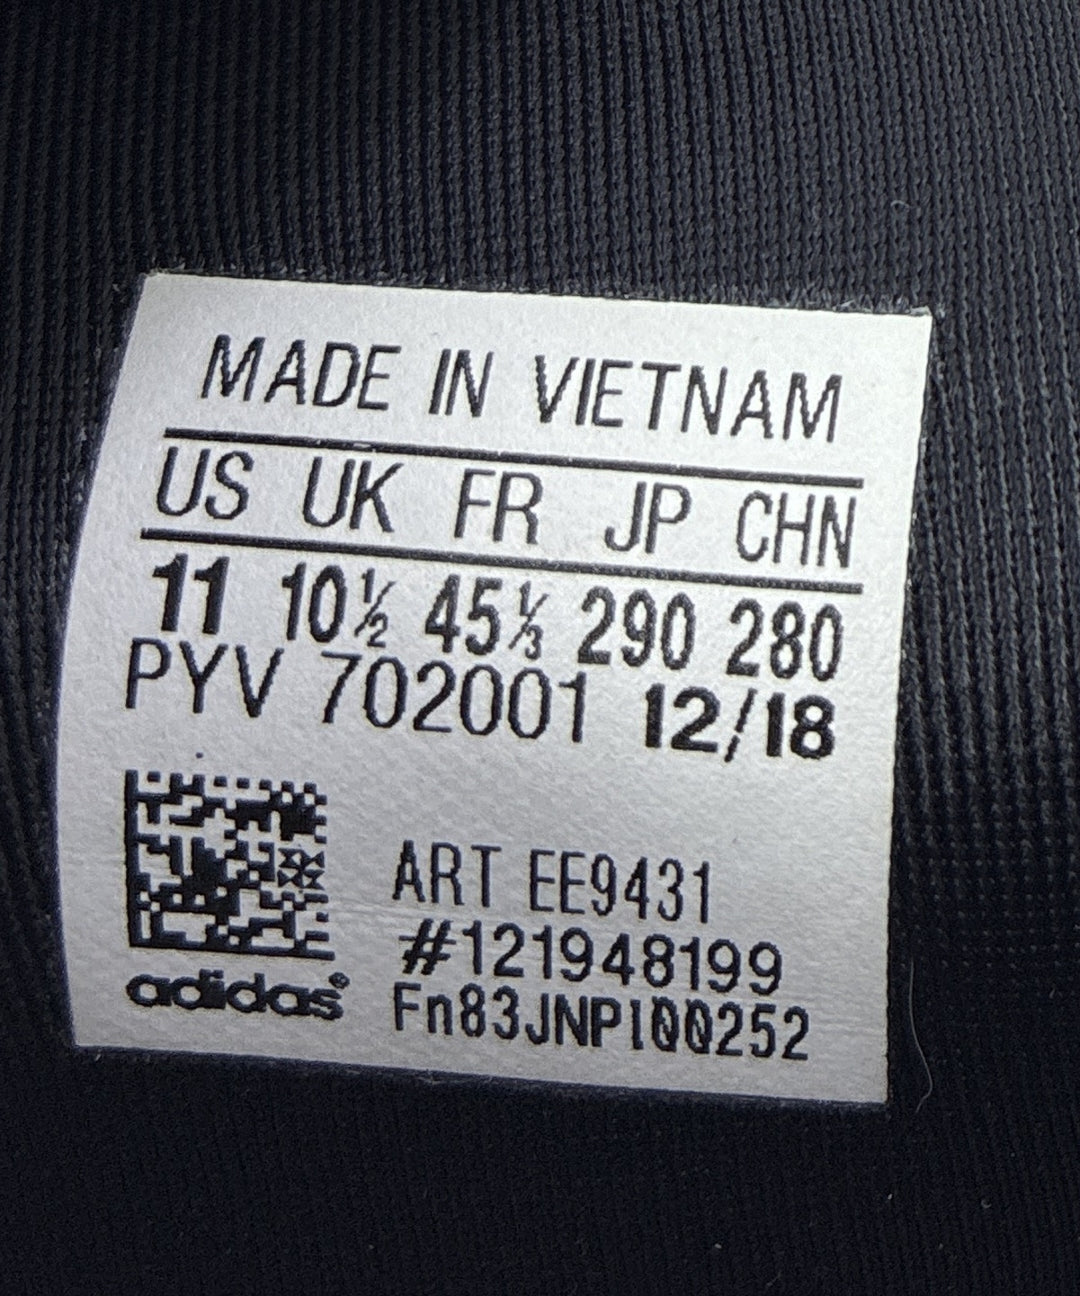 MADE IN VIETNAM
US UK FR JP CHN
11 10½ 45⅓ 290 280
PYV 702001 12/18
ART EE9431
#121948199
adidas®
Fn83JNPl00252